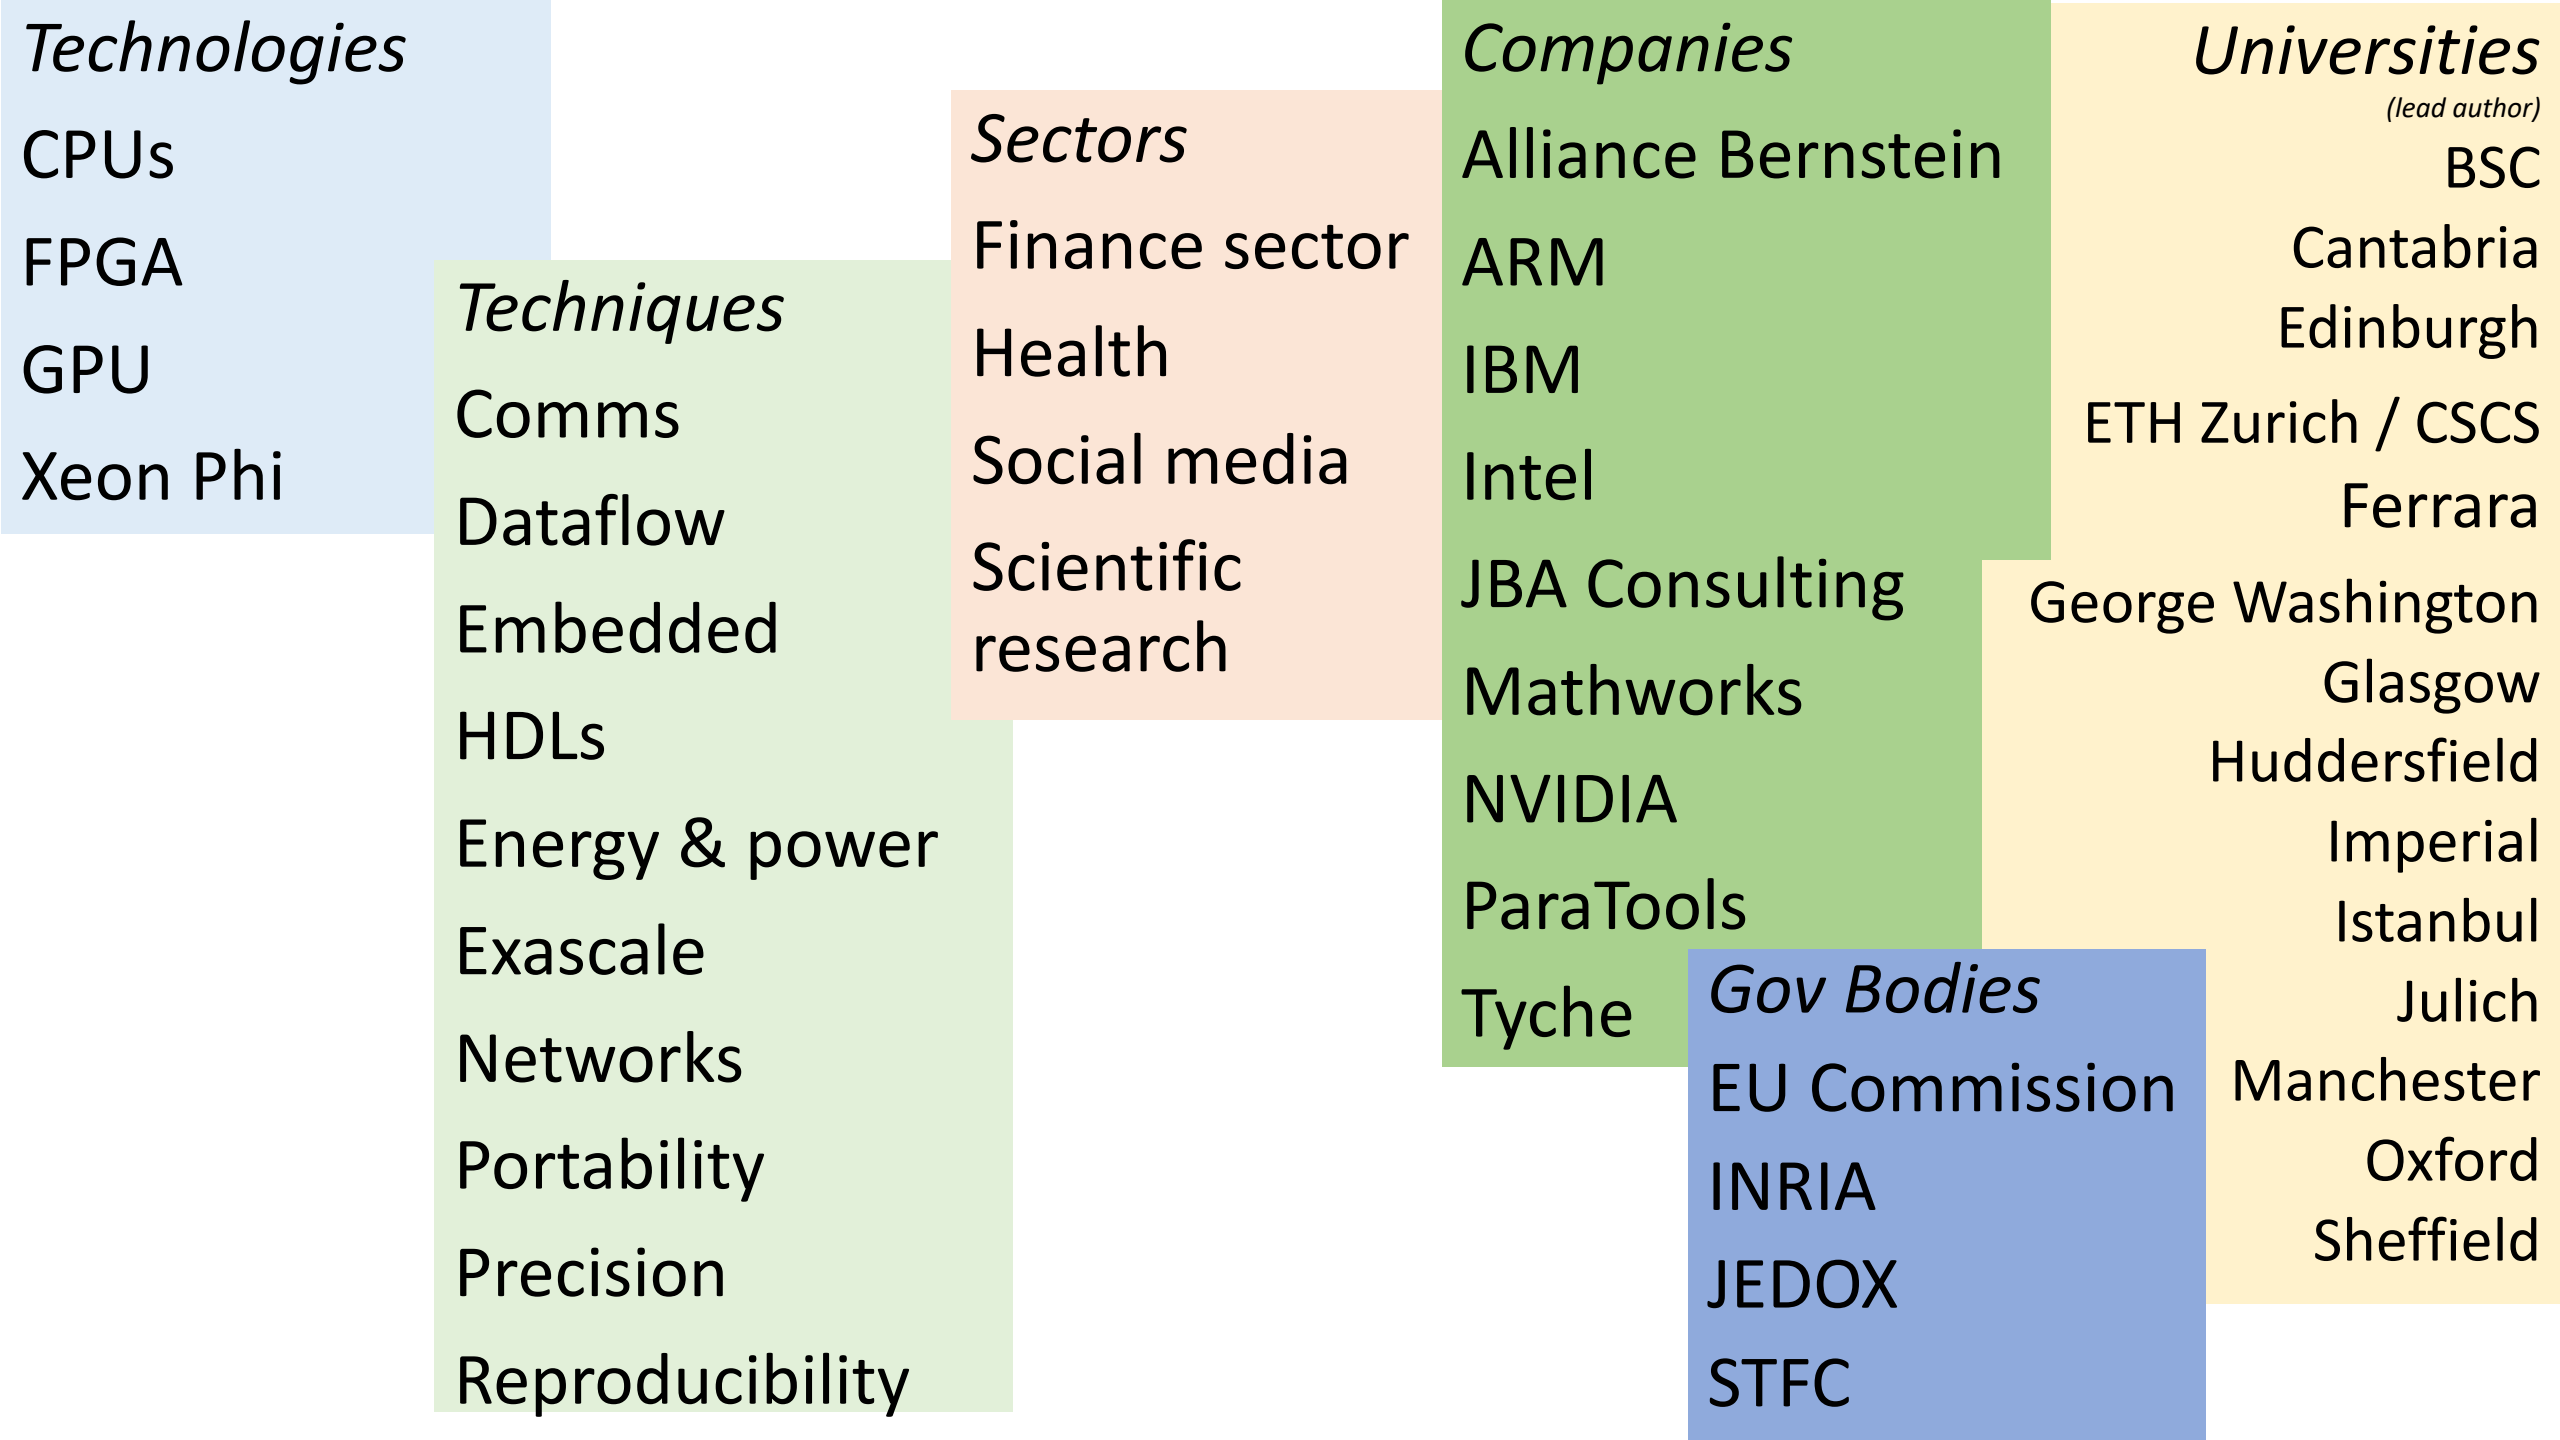 Technologies
CPUs
FPGA
GPU
Xeon Phi
Techniques
Comms
Dataflow
Embedded
HDLs
Energy & power
Exascale
Networks
Portability
Precision
Reproducibility
Sectors
Finance sector
Health
Social media
Scientific
research
Companies
Alliance Bernstein
ARM
IBM
Intel
JBA Consulting
Mathworks
NVIDIA
ParaTools
Tyche
Gov Bodies
EU Commission
INRIA
JEDOX
STFC
Universities
(lead author)
BSC
Cantabria
Edinburgh
ETH Zurich / CSCS
Ferrara
George Washington
Glasgow
Huddersfield
Imperial
Istanbul
Julich
Manchester
Oxford
Sheffield